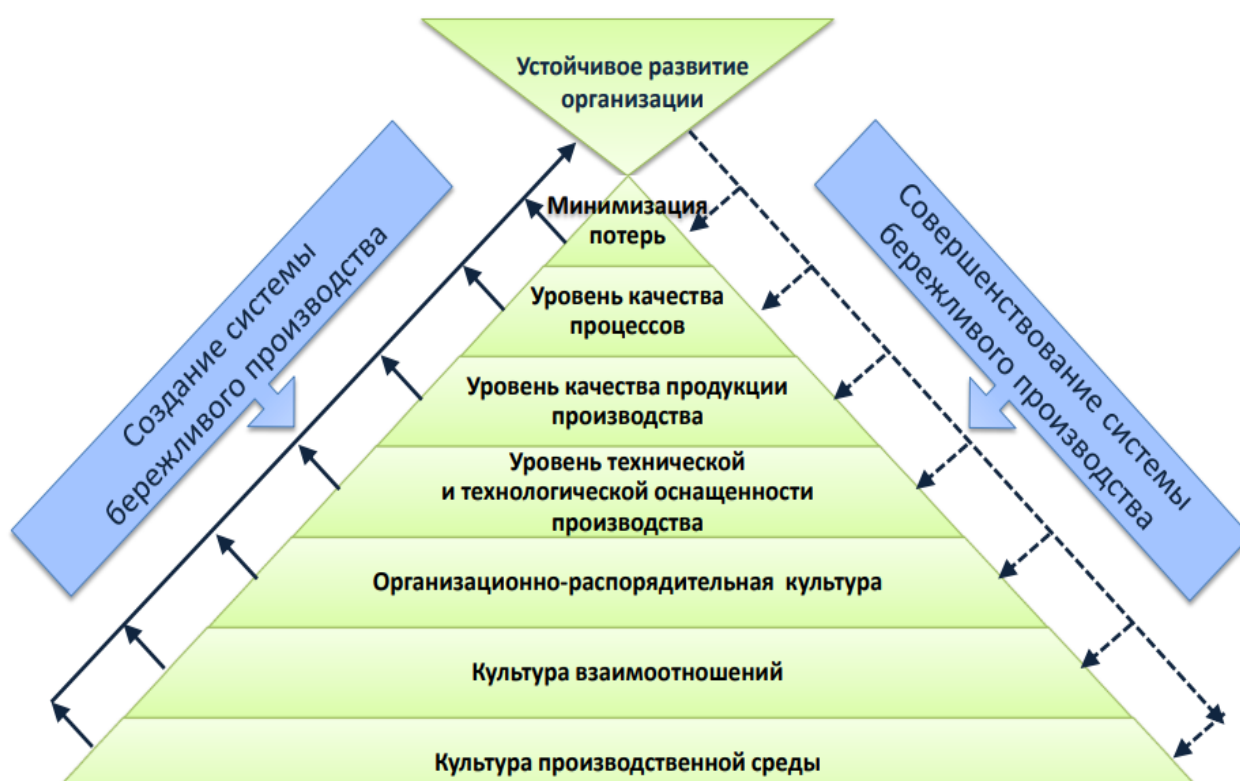 Устойчивое развитие
организации
Создание системы
бережливого производства
Совершенствование системы
бережливого производства
Минимизация
потерь
Уровень качества
процессов
Уровень качества продукции
производства
Уровень технической
и технологической оснащенности
производства
Организационно-распорядительная культура
Культура взаимоотношений
Культура производственной среды